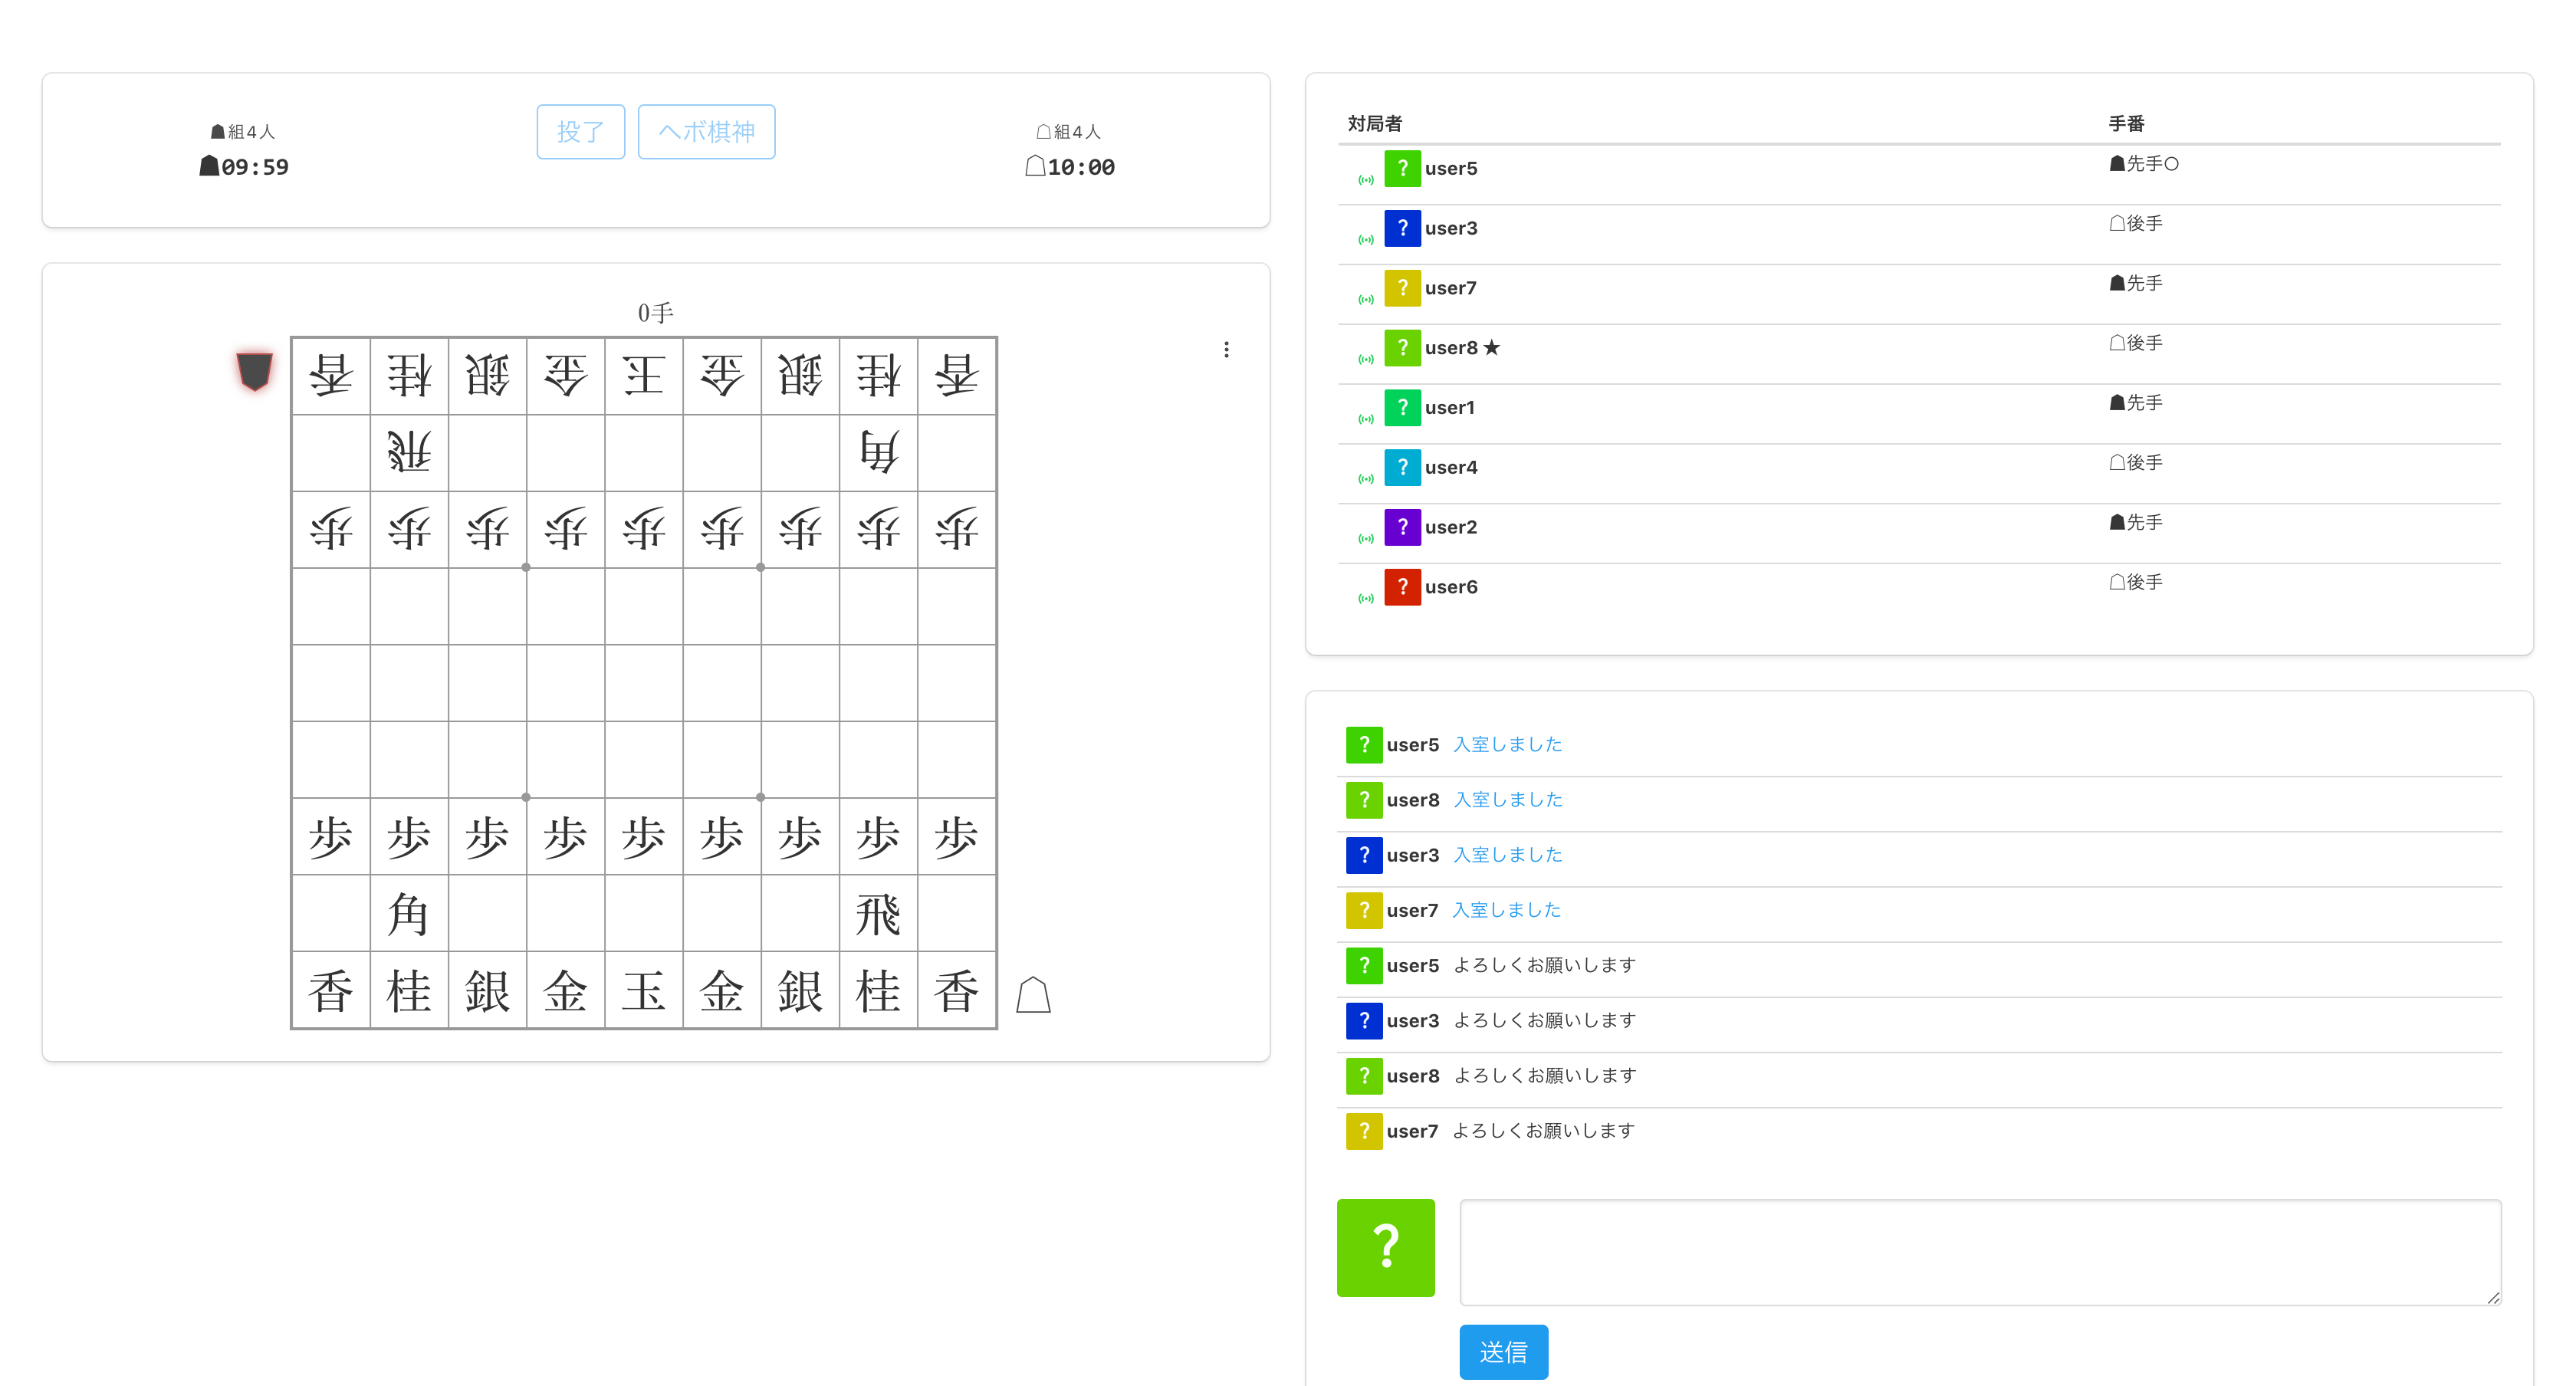 ☗組4人
☗09:59
投了
ヘボ棋神
☖組4人
☖10:00
0手
香桂銀金王金銀桂香
飛角
歩歩歩歩歩歩歩歩歩
歩歩歩歩歩歩歩歩歩
角飛
香桂銀金玉金銀桂香
対局者 手番
? user5 ☗先手○
? user3 ☖後手
? user7 ☗先手
? user8 ★ ☖後手
? user1 ☗先手
? user4 ☖後手
? user2 ☗先手
? user6 ☖後手
? user5 入室しました
? user8 入室しました
? user3 入室しました
? user7 入室しました
? user5 よろしくお願いします
? user3 よろしくお願いします
? user8 よろしくお願いします
? user7 よろしくお願いします
?
送信